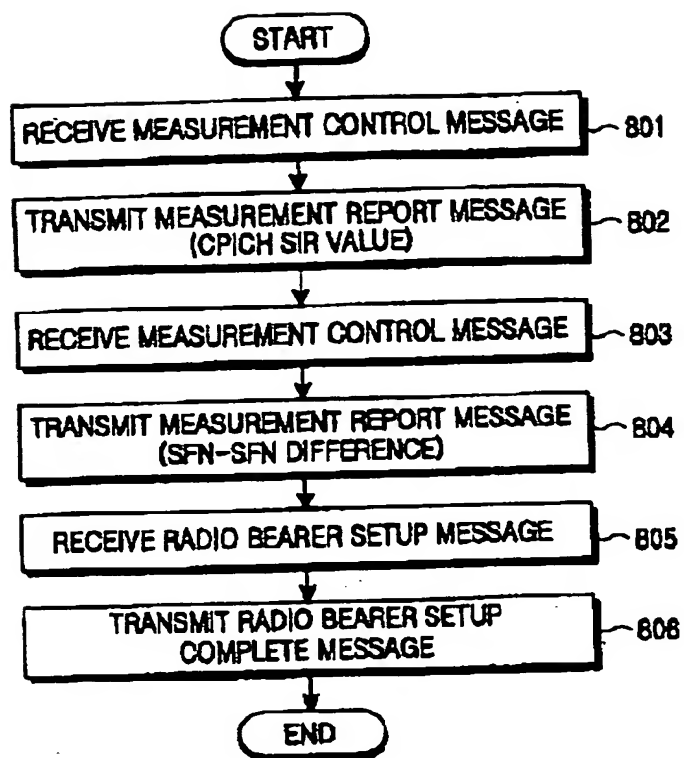 START
RECEIVE MEASUREMENT CONTROL MESSAGE
801
TRANSMIT MEASUREMENT REPORT MESSAGE
(CPICH SIR VALUE)
802
RECEIVE MEASUREMENT CONTROL MESSAGE
803
TRANSMIT MEASUREMENT REPORT MESSAGE
(SFN-SFN DIFFERENCE)
804
RECEIVE RADIO BEARER SETUP MESSAGE
805
TRANSMIT RADIO BEARER SETUP
COMPLETE MESSAGE
806
END